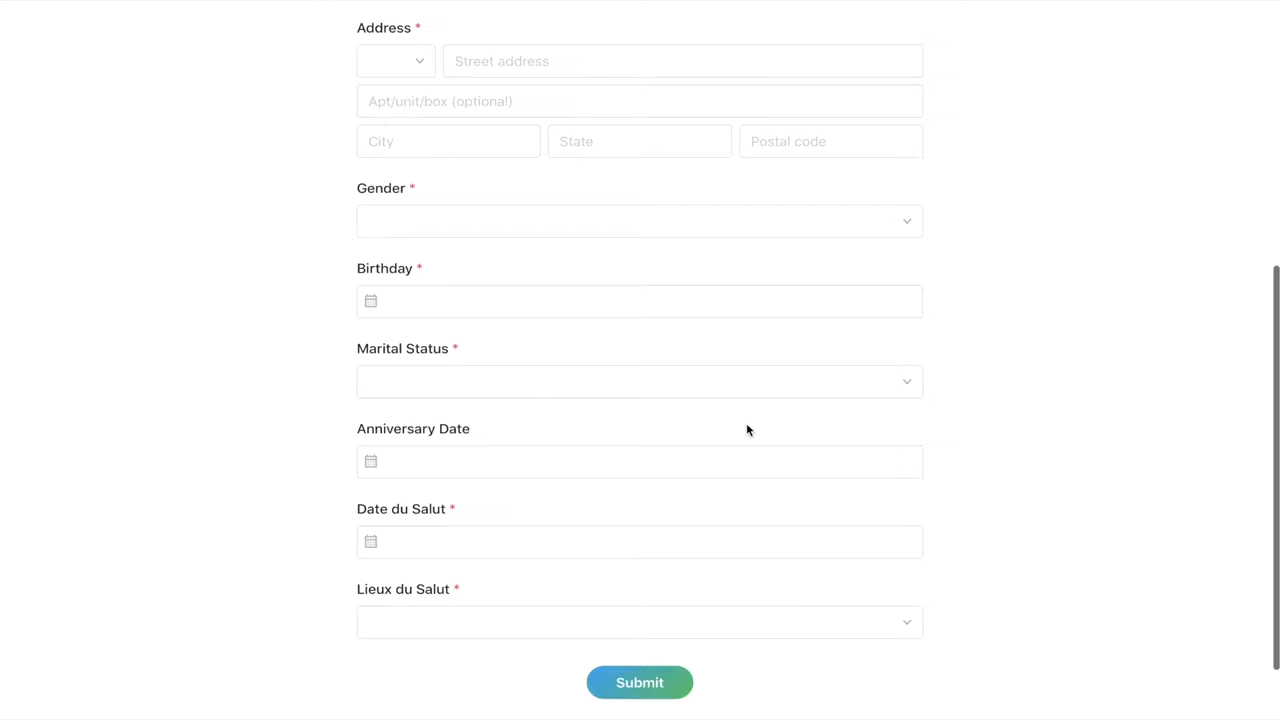 Address *
Street address
Apt/unit/box (optional)
City State Postal code
Gender *
Birthday *
Marital Status *
Anniversary Date
Date du Salut *
Lieux du Salut *
Submit